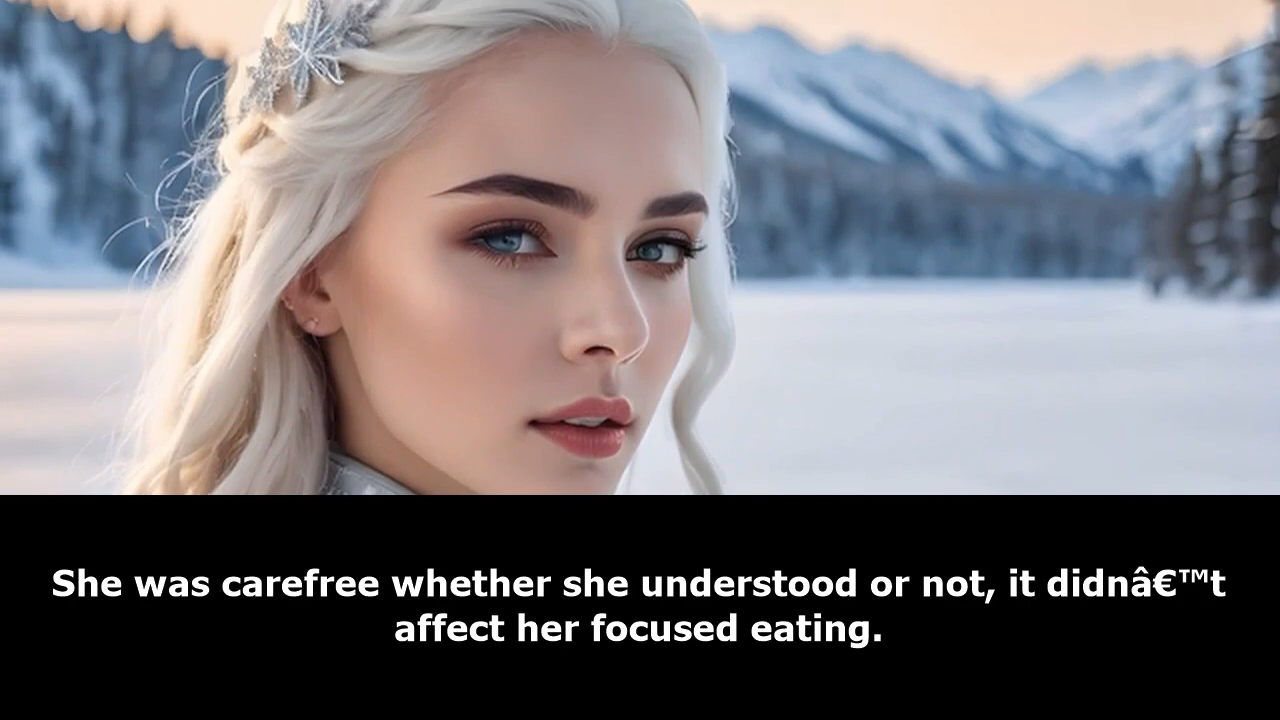 She was carefree whether she understood or not, it didnâ€™t
affect her focused eating.